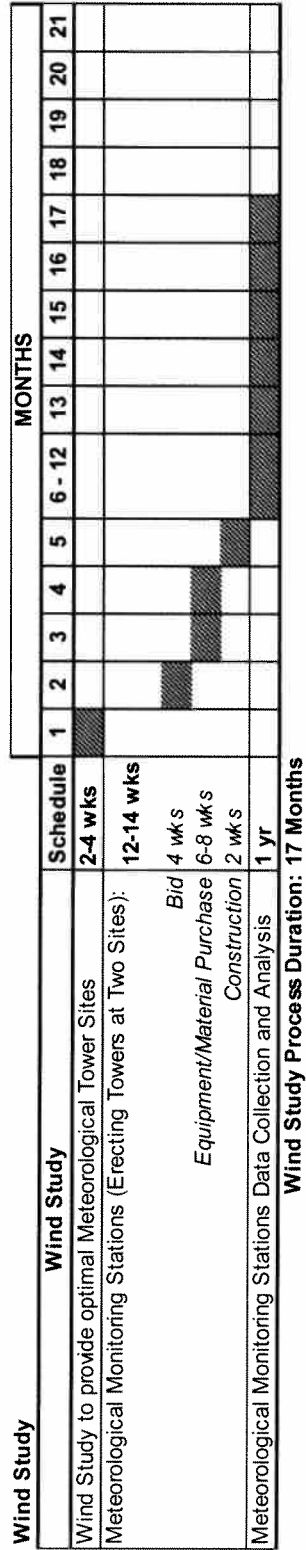 Wind Study
MONTHS
Wind Study Schedule 1 2 3 4 5 6 - 12 13 14 15 16 17 18 19 20 21
Wind Study to provide optimal Meteorological Tower Sites 2-4 wks
Meteorological Monitoring Stations (Erecting Towers at Two Sites): 12-14 wks
Bid 4 wks
Equipment/Material Purchase 6-8 wks
Construction 2 wks
Meteorological Monitoring Stations Data Collection and Analysis 1 yr
Wind Study Process Duration: 17 Months